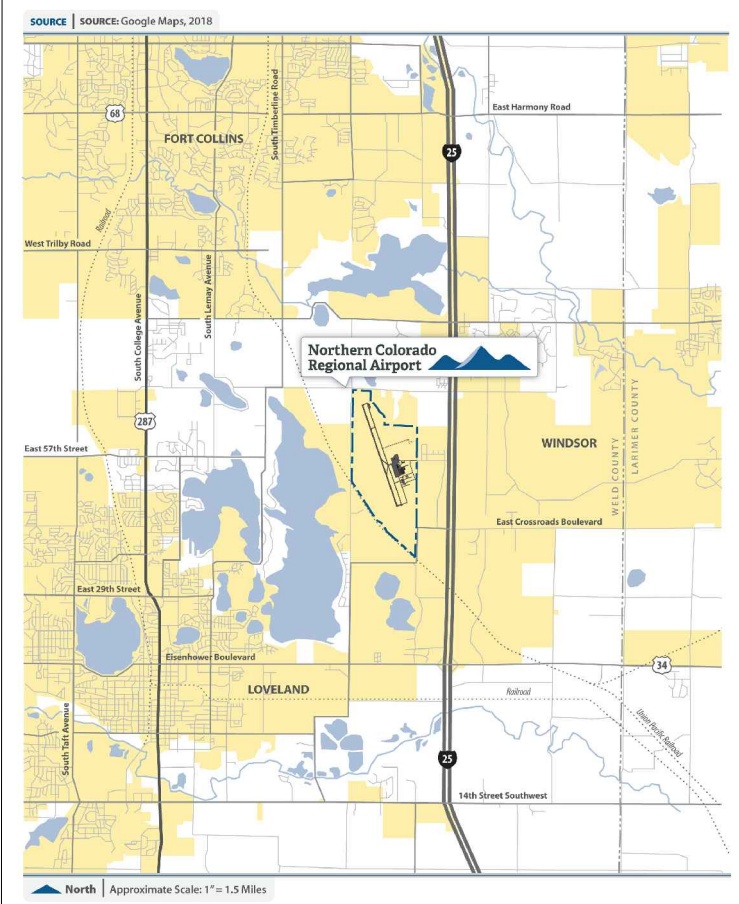 SOURCE | SOURCE: Google Maps, 2018
East Harmony Road
68
South Timberline Road
FORT COLLINS
25
Railroad
West Trilby Road
South Lemay Avenue
South College Avenue
Northern Colorado
Regional Airport
287
East 57th Street
WINDSOR
WELD COUNTY
LARIMER COUNTY
East Crossroads Boulevard
East 29th Street
Eisenhower Boulevard
34
LOVELAND
Railroad
Union Pacific Railroad
South Taft Avenue
25
14th Street Southwest
North | Approximate Scale: 1" = 1.5 Miles